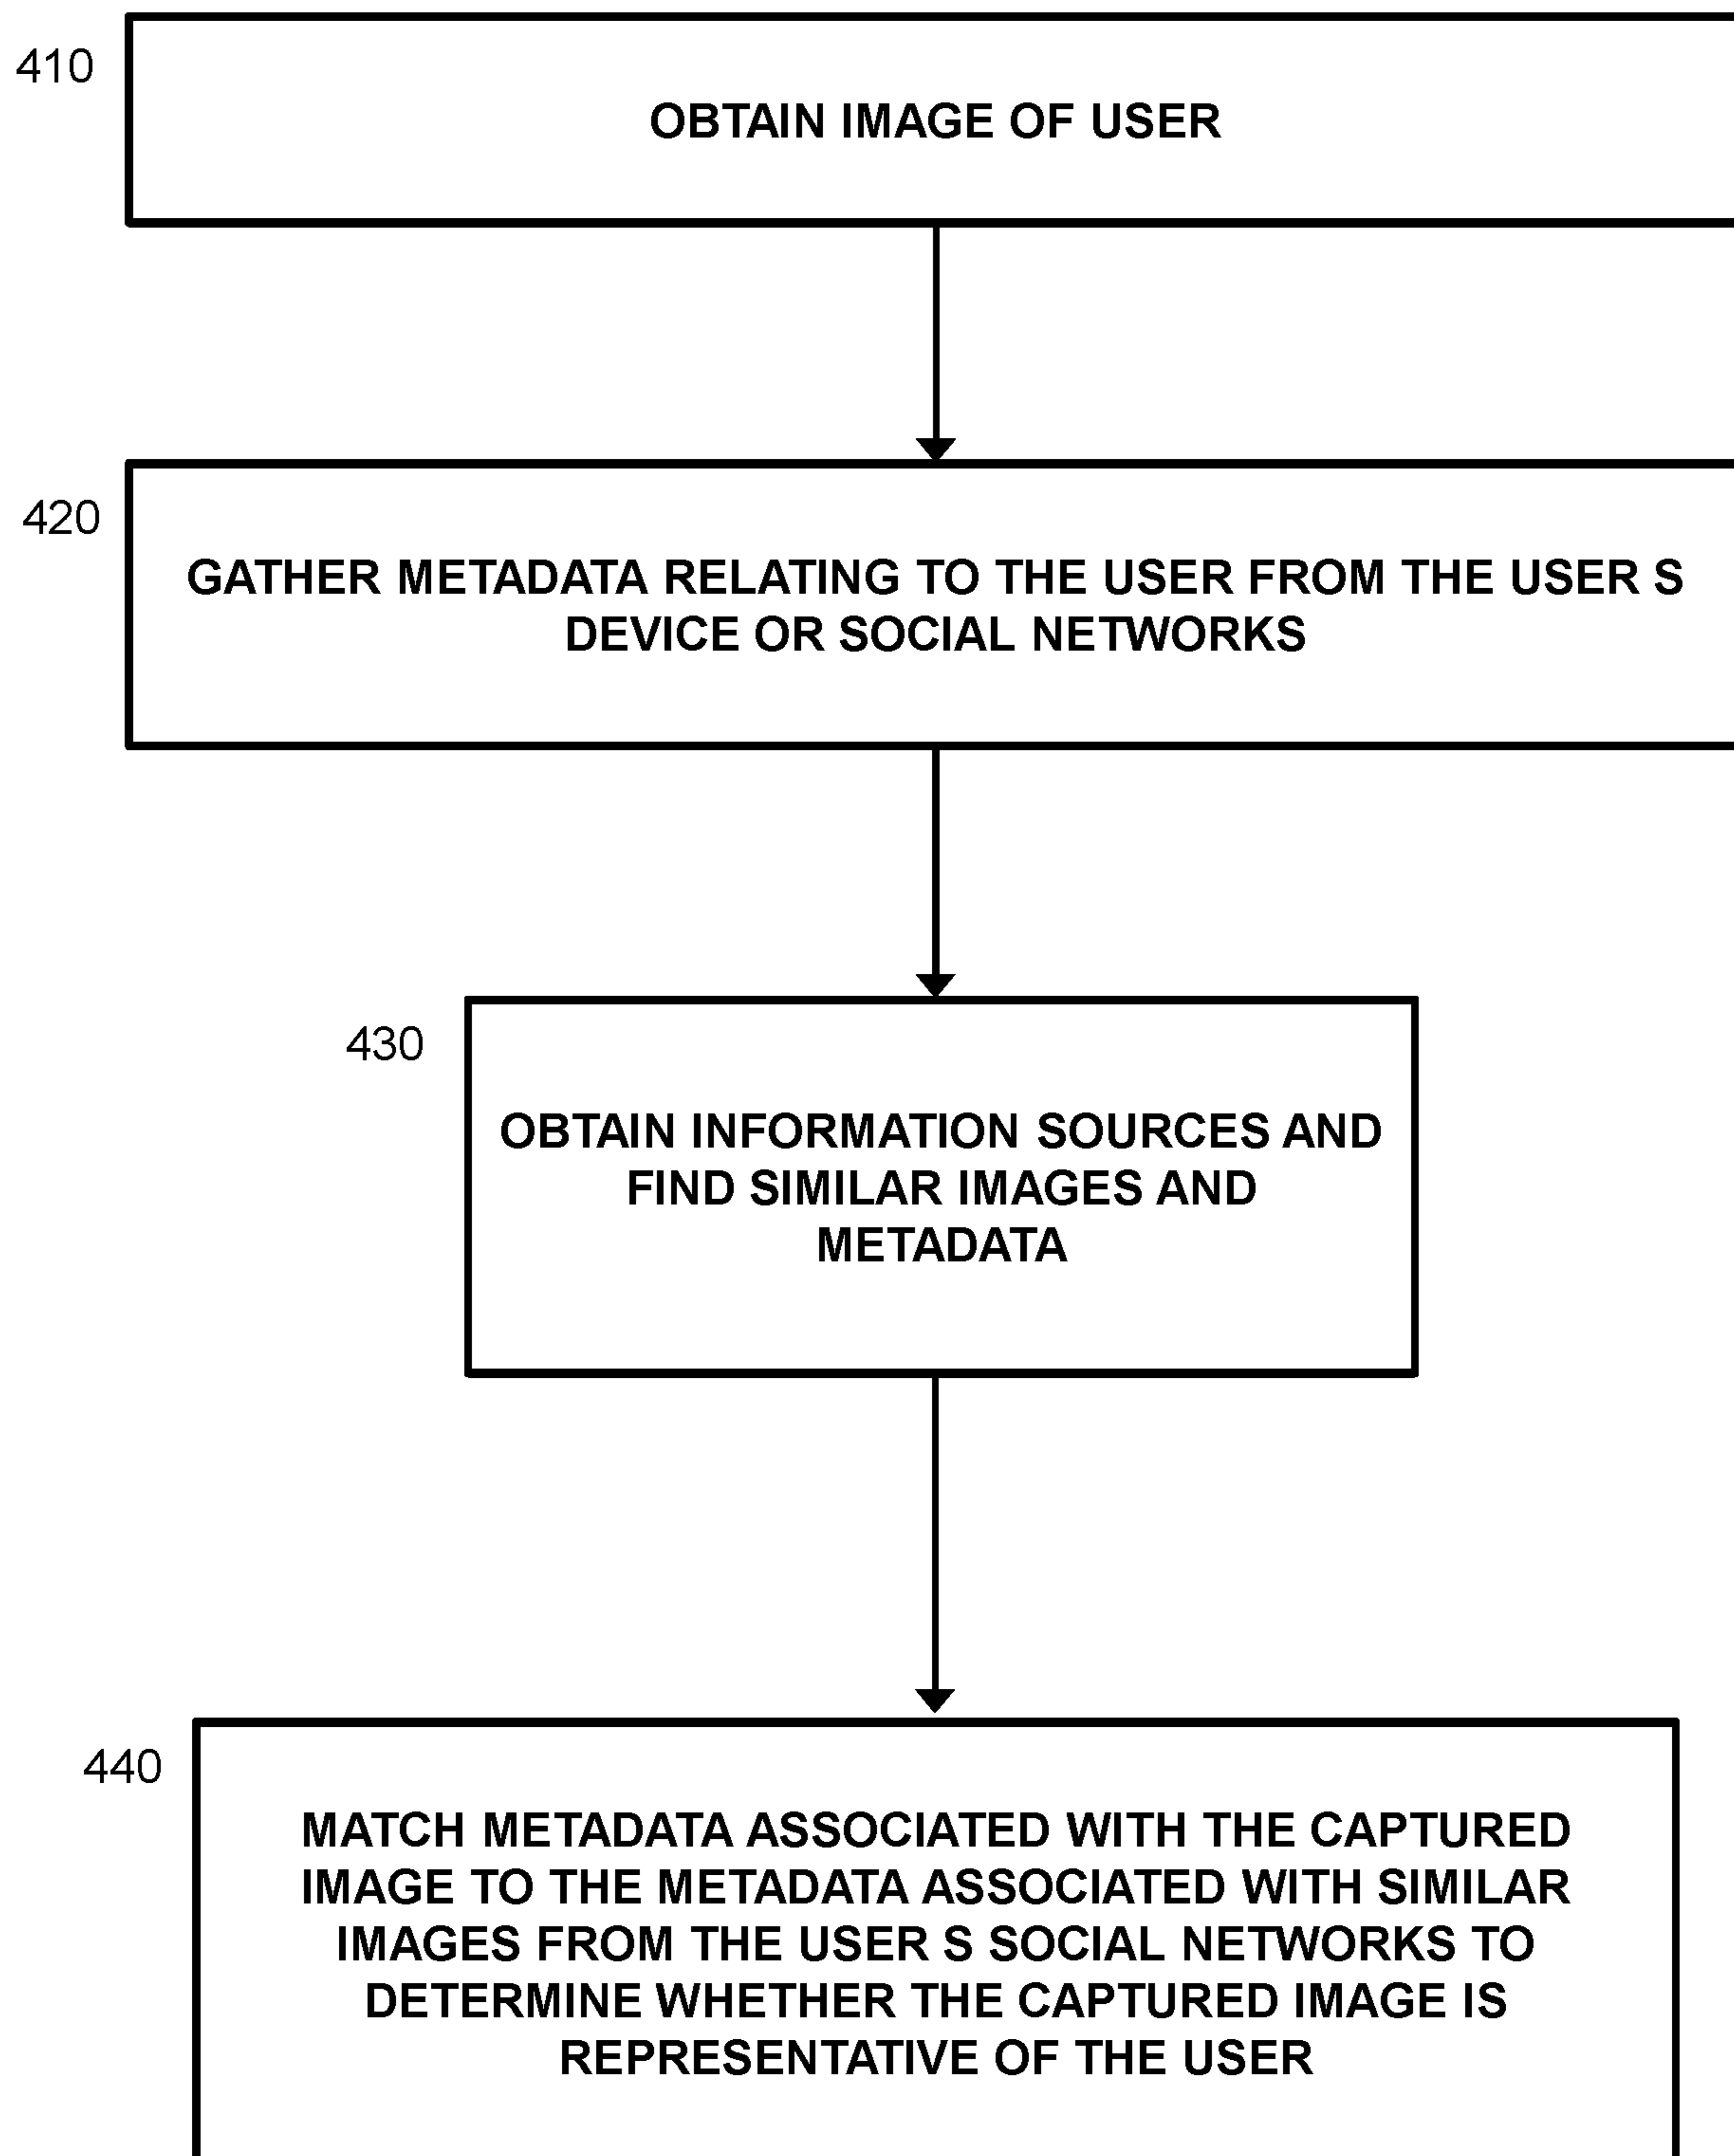 410
OBTAIN IMAGE OF USER
420
GATHER METADATA RELATING TO THE USER FROM THE USER S
DEVICE OR SOCIAL NETWORKS
430
OBTAIN INFORMATION SOURCES AND
FIND SIMILAR IMAGES AND
METADATA
440
MATCH METADATA ASSOCIATED WITH THE CAPTURED
IMAGE TO THE METADATA ASSOCIATED WITH SIMILAR
IMAGES FROM THE USER S SOCIAL NETWORKS TO
DETERMINE WHETHER THE CAPTURED IMAGE IS
REPRESENTATIVE OF THE USER